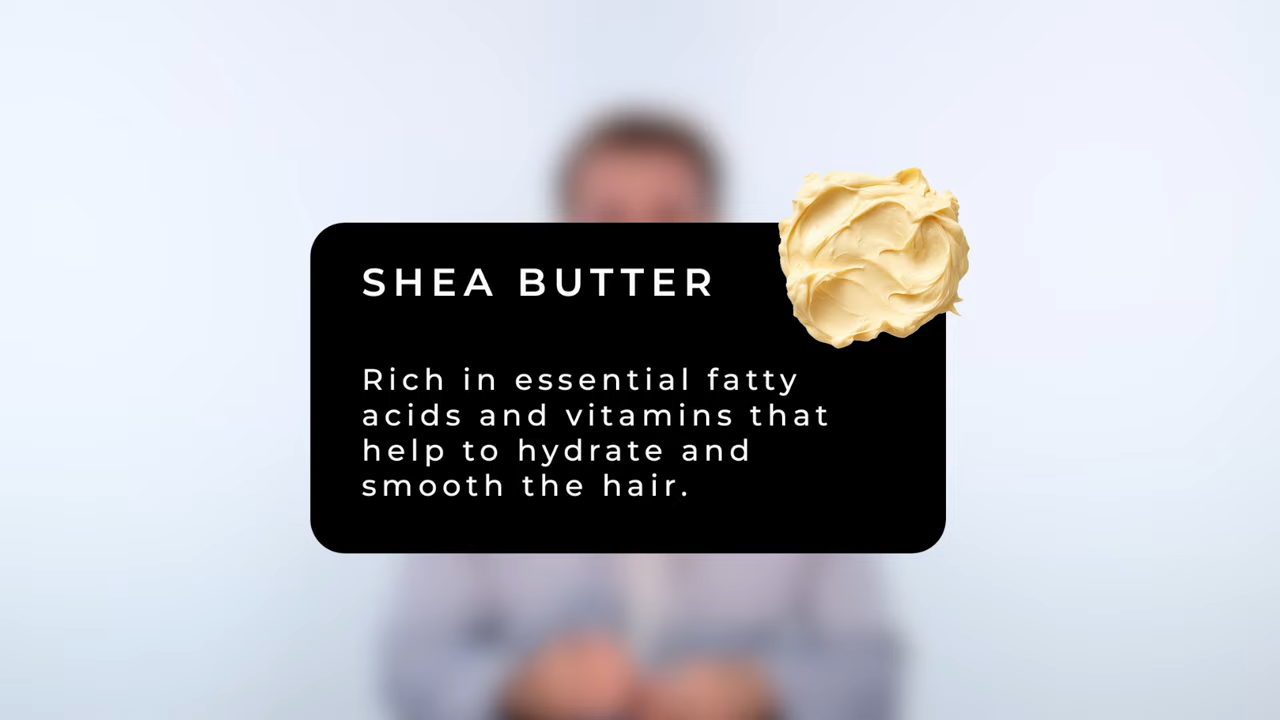 SHEA BUTTER
Rich in essential fatty
acids and vitamins that
help to hydrate and
smooth the hair.